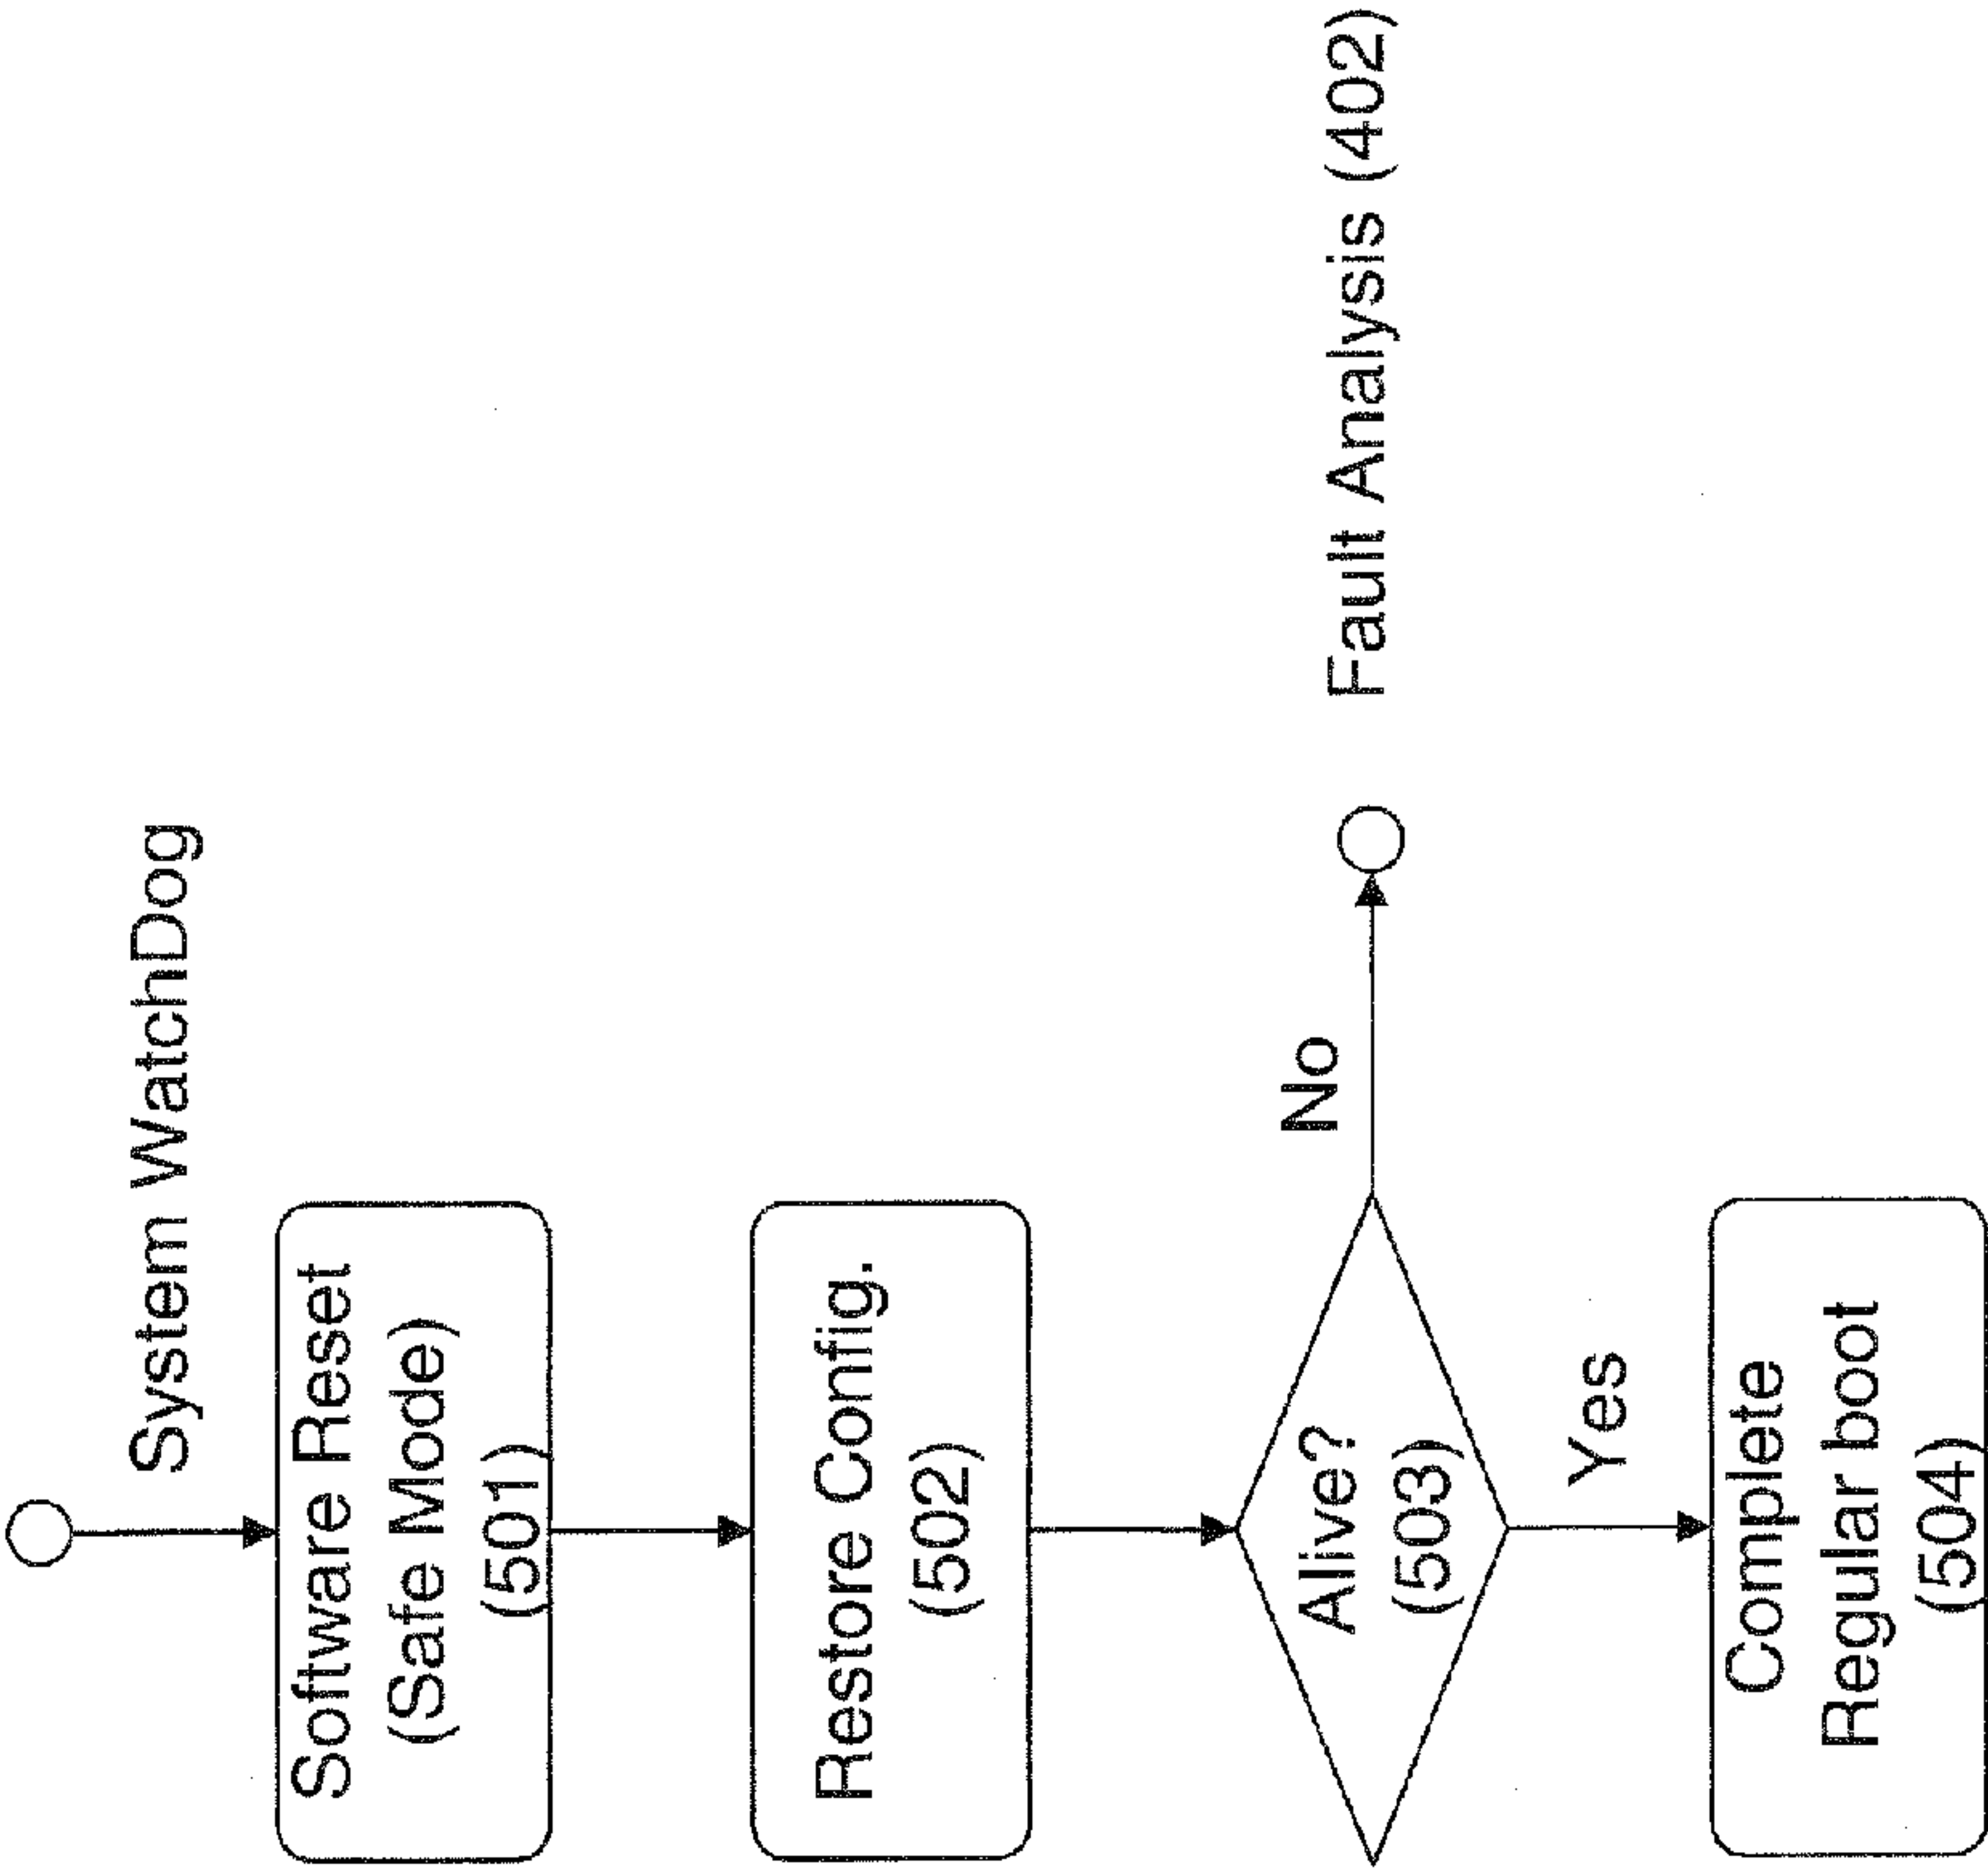 System WatchDog
Software Reset
(Safe Mode)
(501)
Restore Config.
(502)
Alive?
(503)
No
Fault Analysis (402)
Yes
Complete
Regular boot
(504)